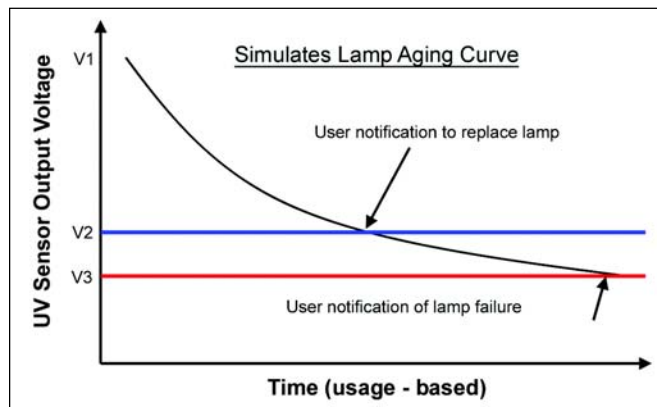 Simulates Lamp Aging Curve
V1
User notification to replace lamp
V2
V3
User notification of lamp failure
UV Sensor Output Voltage
Time (usage - based)